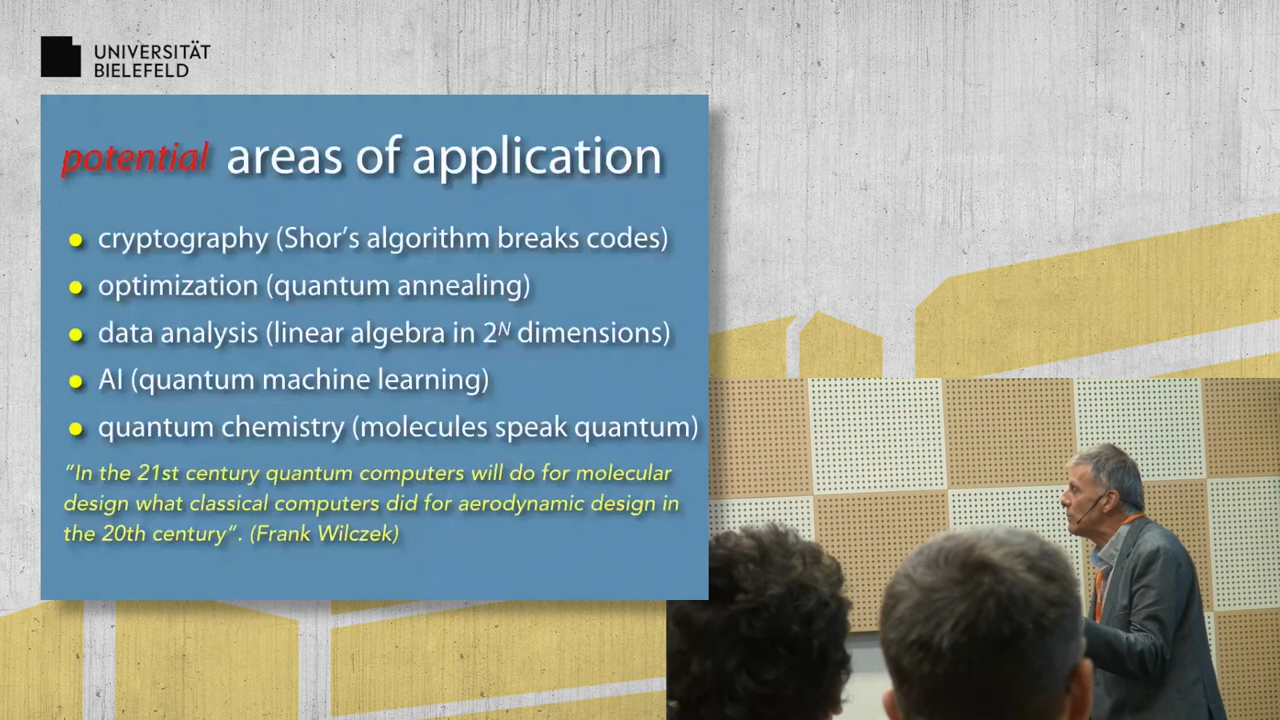 UNIVERSITÄT
BIELEFELD
potential areas of application
cryptography (Shor’s algorithm breaks codes)
optimization (quantum annealing)
data analysis (linear algebra in 2ᴺ dimensions)
AI (quantum machine learning)
quantum chemistry (molecules speak quantum)
“In the 21st century quantum computers will do for molecular
design what classical computers did for aerodynamic design in
the 20th century“. (Frank Wilczek)